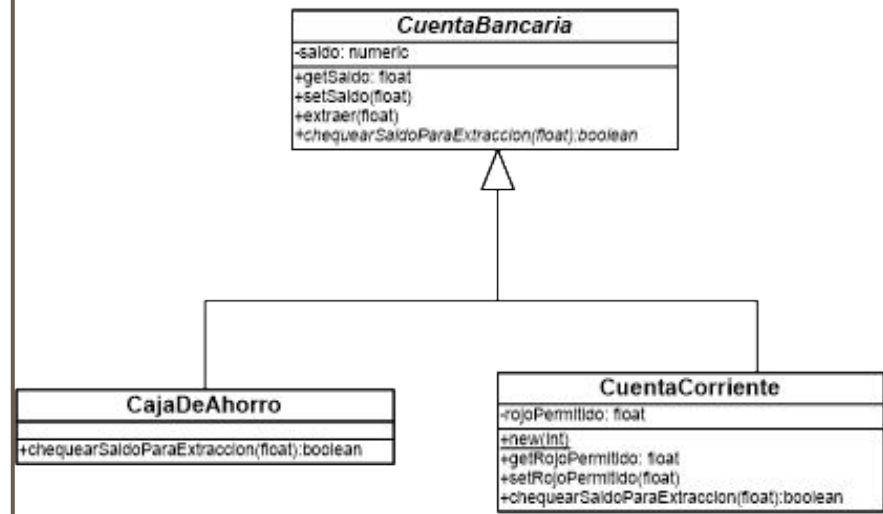 CuentaBancaria
-saldo: numeric
+getSaldo: float
+setSaldo(float)
+extraer(float)
+chequearSaldoParaExtraccion(float):boolean
CajaDeAhorro
+chequearSaldoParaExtraccion(float):boolean
CuentaCorriente
-rojoPermitido: float
+new(int)
+getRojoPermitido: float
+setRojoPermitido(float)
+chequearSaldoParaExtraccion(float):boolean